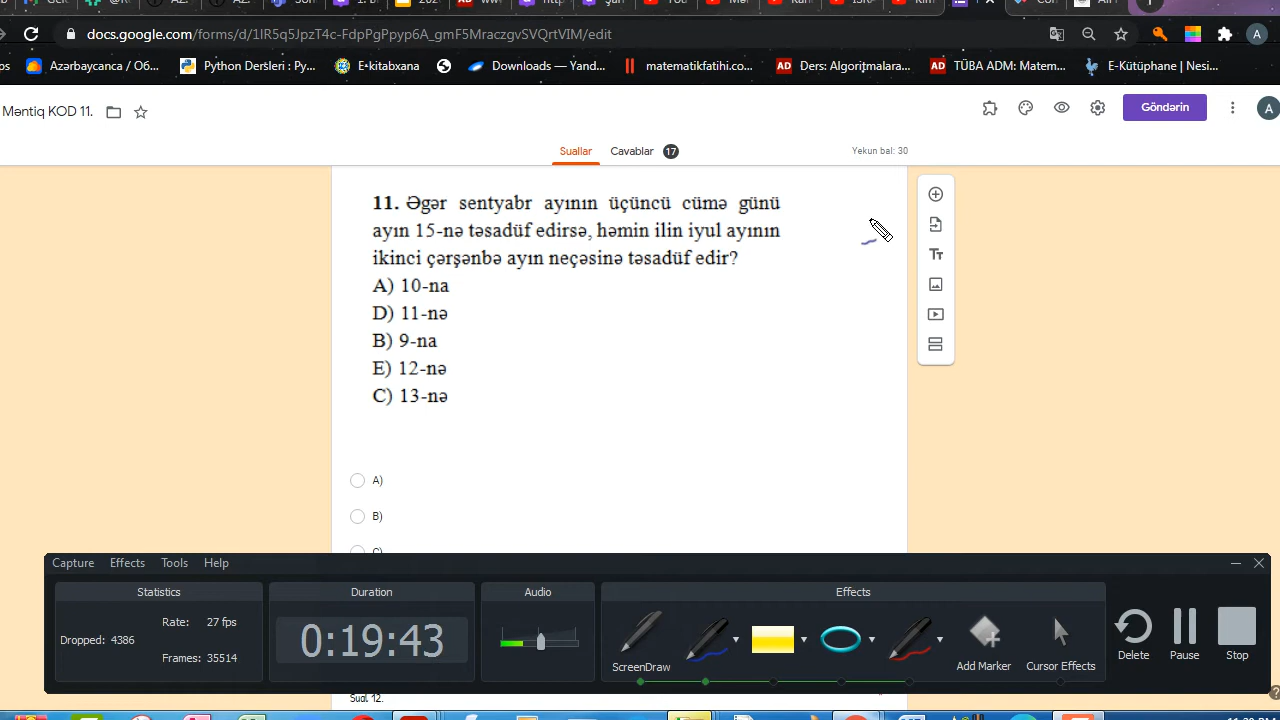 docs.google.com/forms/d/1lR5q5JpzT4c-FdpPgPpyp6A_gmF5MraczgvSVQrtVIM/edit
Azərbaycanca / Об...
Python Dersleri : Py...
E•kitabxana
Downloads — Yand...
matematikfathi.co...
Ders: Algoritmalara...
TÜBA ADM: Matem...
E-Kütüphane | Nesi...
Məntiq KOD 11.
Göndərin
A
Suallar
Cavablar 17
Yekun bal: 30
11. Əgər sentyabr ayının üçüncü cümə günü
ayın 15-nə təsadüf edirsə, həmin ilin iyul ayının
ikinci çərşənbə ayın neçəsinə təsadüf edir?
A) 10-na
D) 11-nə
B) 9-na
E) 12-nə
C) 13-nə
A)
B)
Capture Effects Tools Help
Statistics
Duration
Audio
Effects
Dropped: 4386
Rate: 27 fps
Frames: 35514
0:19:43
ScreenDraw
Add Marker
Cursor Effects
Delete
Pause
Stop
Sual 12.